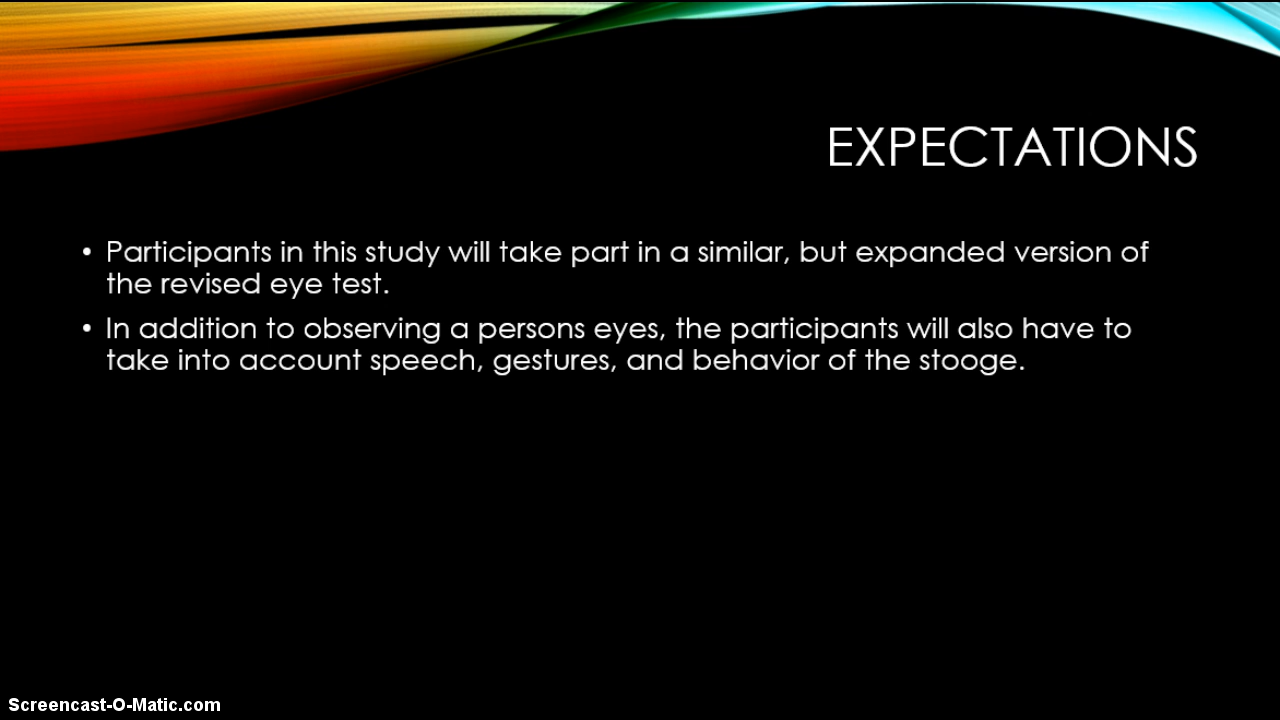 EXPECTATIONS
• Participants in this study will take part in a similar, but expanded version of
the revised eye test.
• In addition to observing a persons eyes, the participants will also have to
take into account speech, gestures, and behavior of the stooge.
Screencast-O-Matic.com